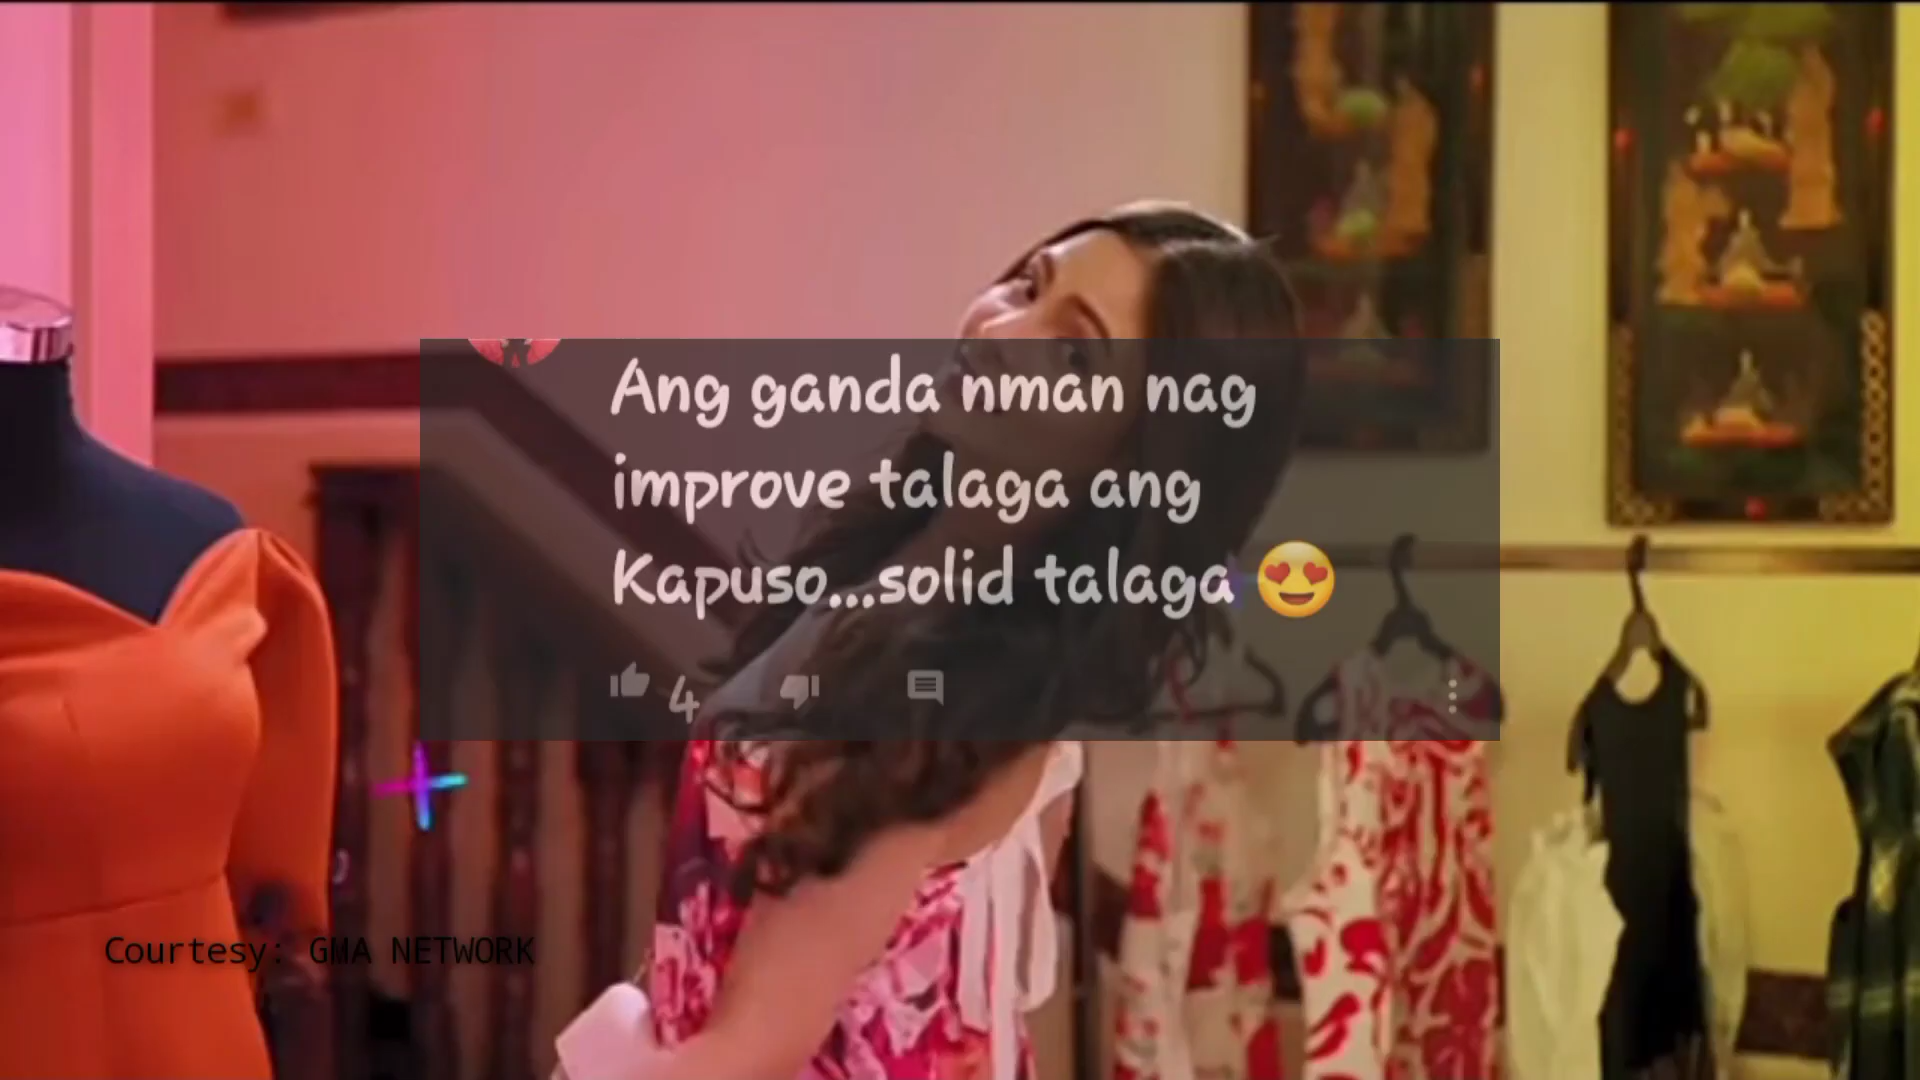 Ang ganda nman nag
improve talaga ang
Kapuso...solid talaga 😍
4
Courtesy: GMA NETWORK